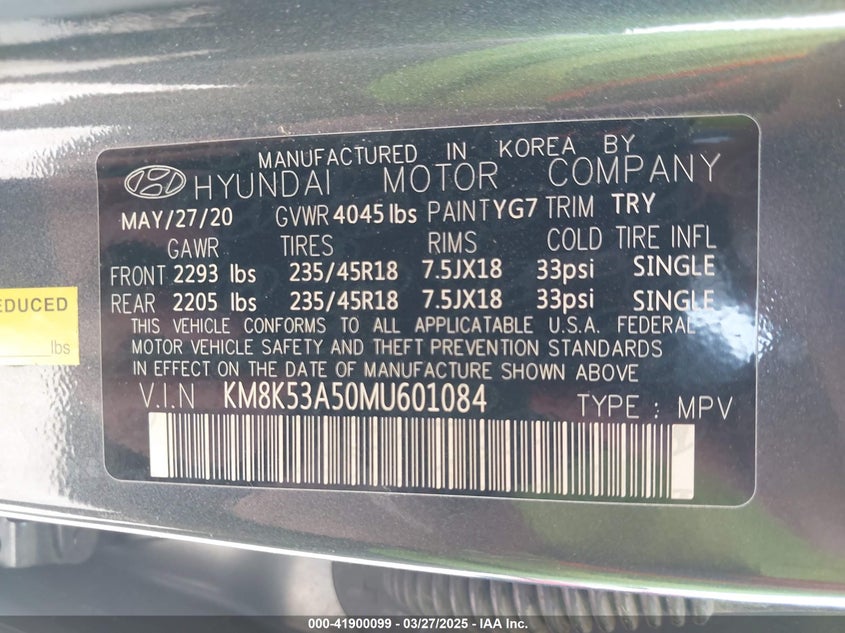 MANUFACTURED IN KOREA BY
HYUNDAI MOTOR COMPANY
MAY/27/20 GVWR 4045 lbs PAINT YG7 TRIM TRY
GAWR TIRES RIMS COLD TIRE INFL
FRONT 2293 lbs 235/45R18 7.5JX18 33psi SINGLE
REAR 2205 lbs 235/45R18 7.5JX18 33psi SINGLE
THIS VEHICLE CONFORMS TO ALL APPLICATABLE U.S.A. FEDERAL
MOTOR VEHICLE SAFETY AND THEFT PREVENTION STANDARDS
IN EFFECT ON THE DATE OF MANUFACTURE SHOWN ABOVE
V.I.N KM8K53A50MU601084 TYPE : MPV
EDUCED
lbs
000-41900099 — 03/27/2025 — IAA Inc.